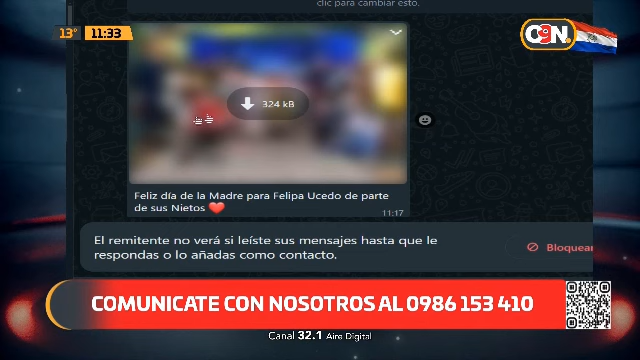 clic para cambiar esto.
13°
11:33
C9N
324 kB
Feliz día de la Madre para Felipa Ucedo de parte
de sus Nietos ❤️
11:17
El remitente no verá si leíste sus mensajes hasta que le
respondas o lo añadas como contacto.
Bloquear
COMUNICATE CON NOSOTROS AL 0986 153 410
Canal 32.1 Aire Digital